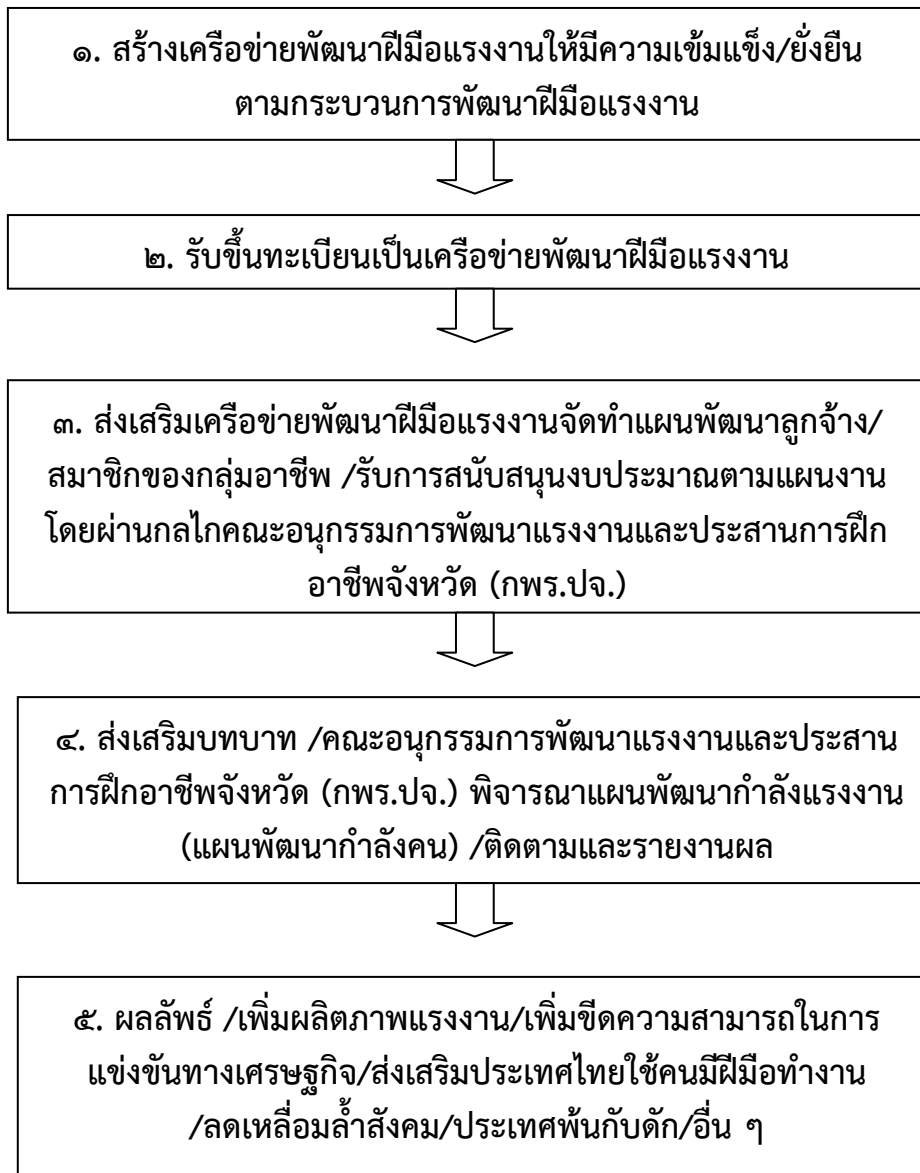 ๑. สร้างเครือข่ายพัฒนาฝีมือแรงงานให้มีความเข้มแข็ง/ยั่งยืน
ตามกระบวนการพัฒนาฝีมือแรงงาน
๒. รับขึ้นทะเบียนเป็นเครือข่ายพัฒนาฝีมือแรงงาน
๓. ส่งเสริมเครือข่ายพัฒนาฝีมือแรงงานจัดทำแผนพัฒนาลูกจ้าง/
สมาชิกของกลุ่มอาชีพ /รับการสนับสนุนงบประมาณตามแผนงาน
โดยผ่านกลไกคณะอนุกรรมการพัฒนาแรงงานและประสานการฝึก
อาชีพจังหวัด (กพร.ปจ.)
๔. ส่งเสริมบทบาท /คณะอนุกรรมการพัฒนาแรงงานและประสาน
การฝึกอาชีพจังหวัด (กพร.ปจ.) พิจารณาแผนพัฒนากำลังแรงงาน
(แผนพัฒนากำลังคน) /ติดตามและรายงานผล
๕. ผลลัพธ์ /เพิ่มผลิตภาพแรงงาน/เพิ่มขีดความสามารถในการ
แข่งขันทางเศรษฐกิจ/ส่งเสริมประเทศไทยใช้คนมีฝีมือทำงาน
/ลดเหลื่อมล้ำสังคม/ประเทศพ้นกับดัก/อื่น ๆ